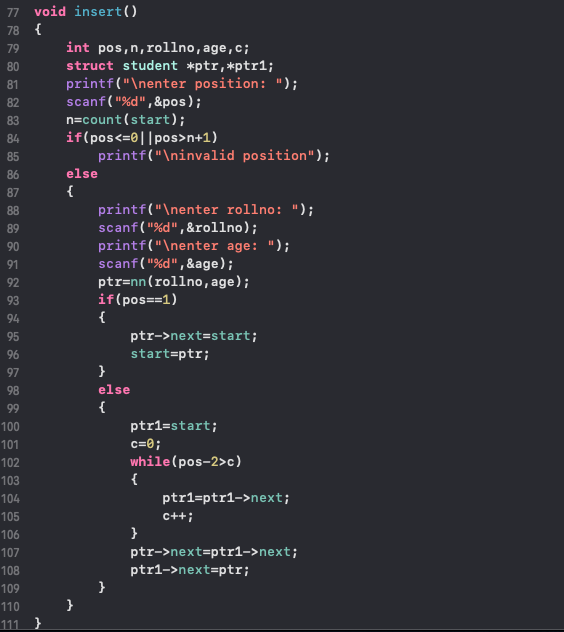 77 void insert()
78 {
79     int pos,n,rollno,age,c;
80     struct student *ptr,*ptr1;
81     printf("\nenter position: ");
82     scanf("%d",&pos);
83     n=count(start);
84     if(pos<=0||pos>n+1)
85         printf("\ninvalid position");
86     else
87     {
88         printf("\nenter rollno: ");
89         scanf("%d",&rollno);
90         printf("\nenter age: ");
91         scanf("%d",&age);
92         ptr=nn(rollno,age);
93         if(pos==1)
94         {
95             ptr->next=start;
96             start=ptr;
97         }
98         else
99         {
100             ptr1=start;
101             c=0;
102             while(pos-2>c)
103             {
104                 ptr1=ptr1->next;
105                 c++;
106             }
107             ptr->next=ptr1->next;
108             ptr1->next=ptr;
109         }
110     }
111 }